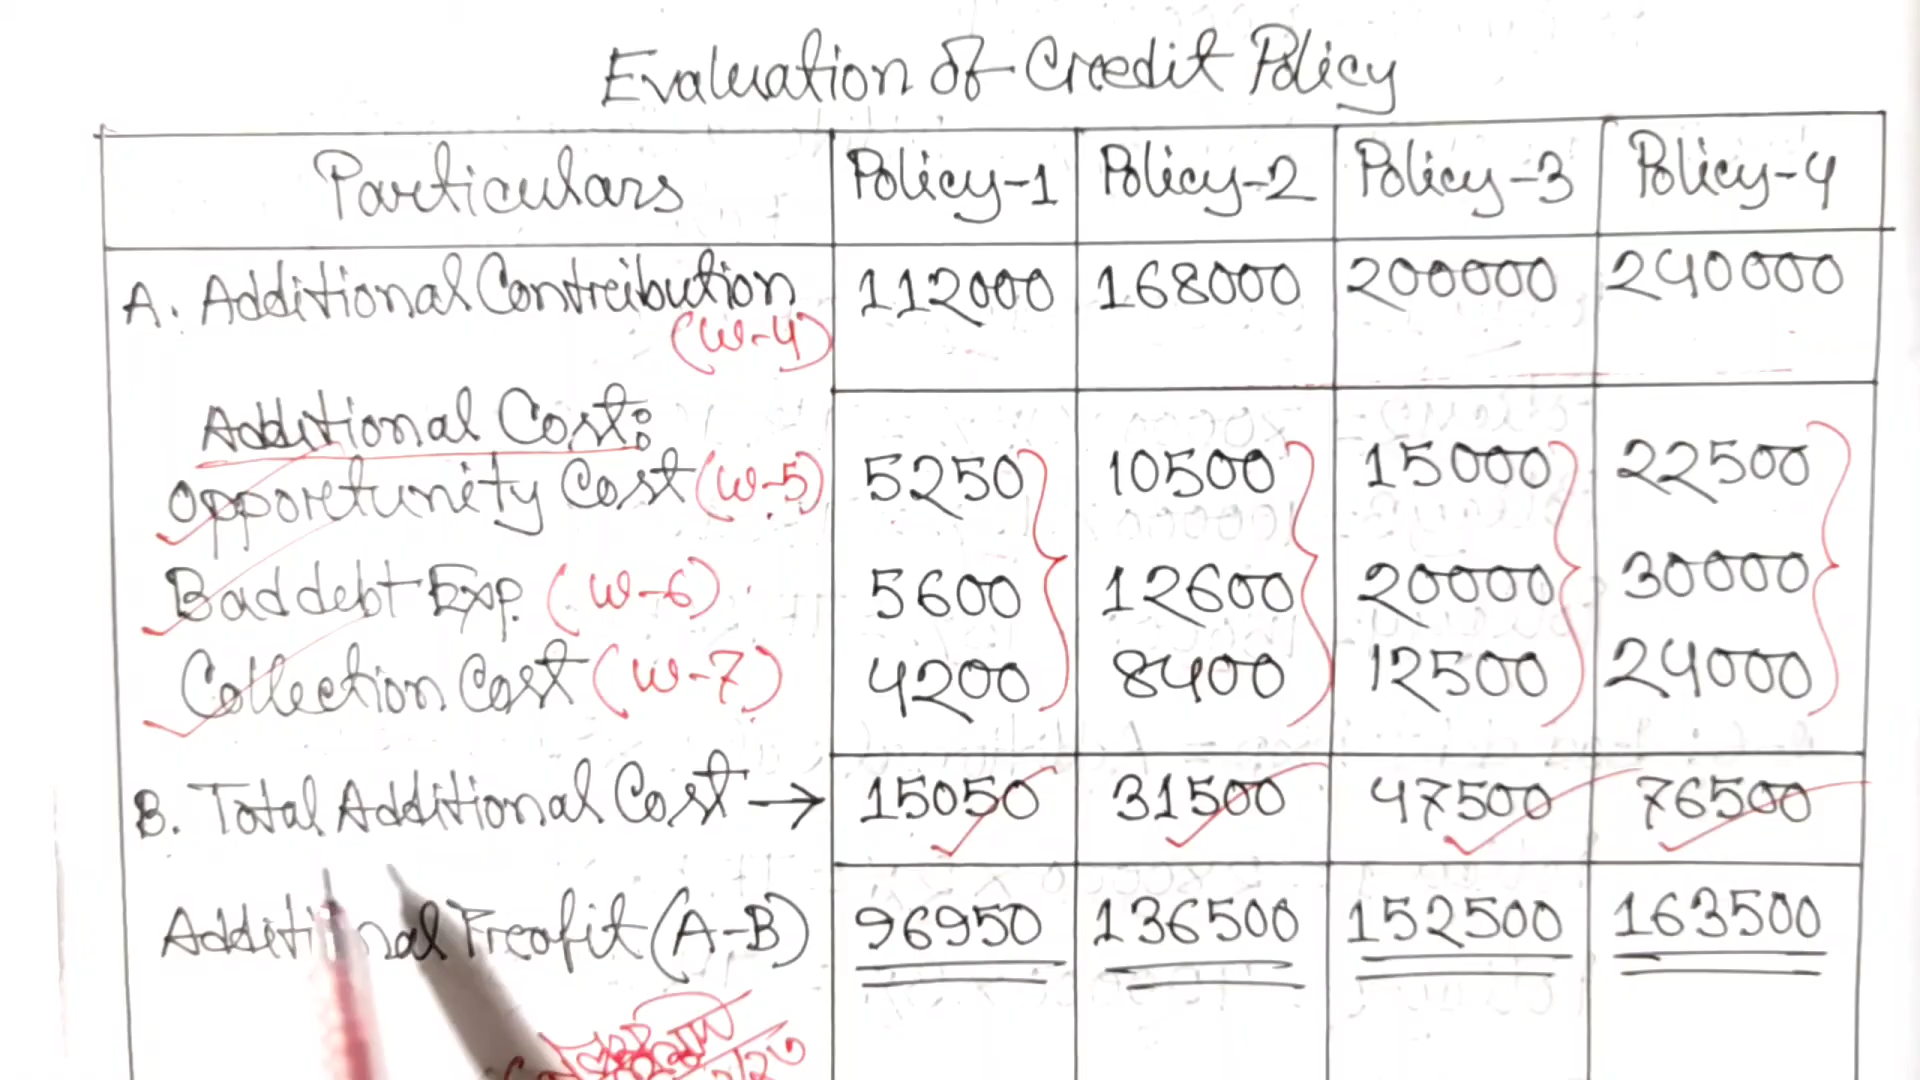 Evaluation of Credit Policy
Particulars Policy-1 Policy-2 Policy-3 Policy-4
A. Additional Contribution 112000 168000 200000 240000
(W-4)
Additional Cost:
Opportunity Cost (W-5) 5250 10500 15000 22500
Bad debt Exp. (W-6) 5600 12600 20000 30000
Collection Cost (W-7) 4200 8400 12500 24000
B. Total Additional Cost → 15050 31500 47500 76500
Additional Profit (A-B) 96950 136500 152500 163500